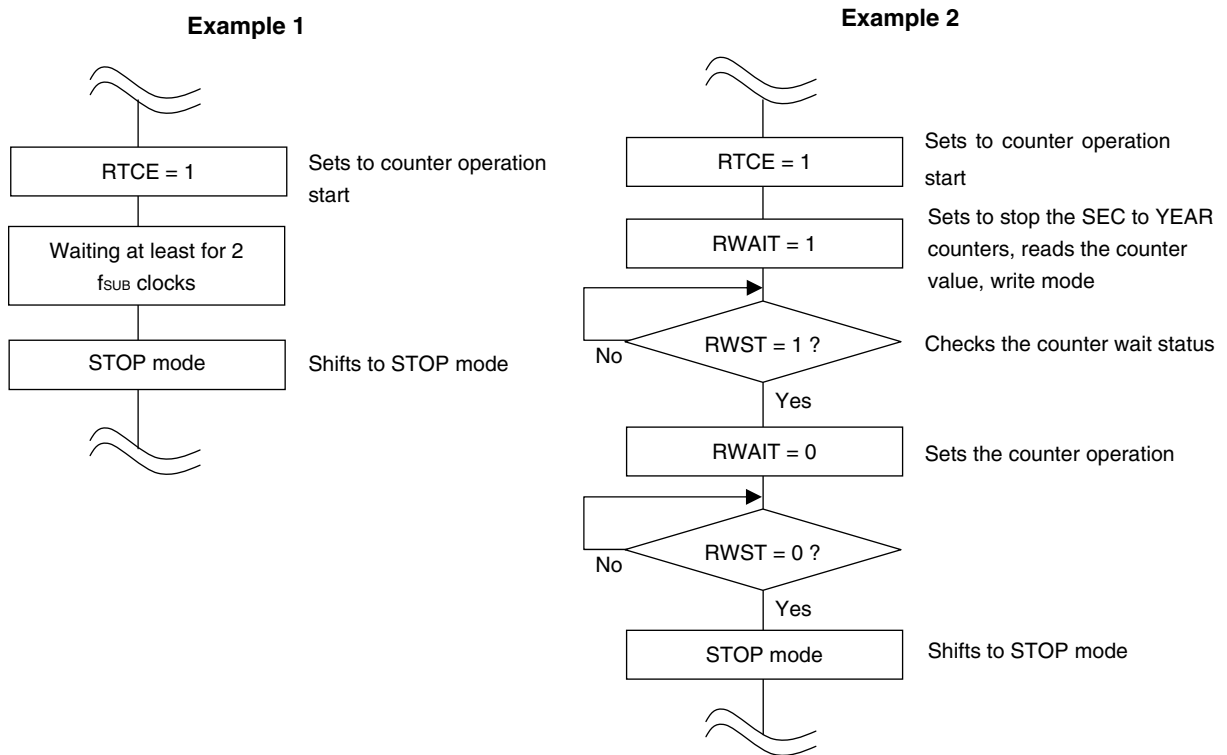 Example 1
RTCE = 1
Sets to counter operation
start
Waiting at least for 2
fSUB clocks
STOP mode
Shifts to STOP mode
Example 2
RTCE = 1
Sets to counter operation
start
RWAIT = 1
Sets to stop the SEC to YEAR
counters, reads the counter
value, write mode
RWST = 1 ?
No
Checks the counter wait status
Yes
RWAIT = 0
Sets the counter operation
RWST = 0 ?
No
Yes
STOP mode
Shifts to STOP mode